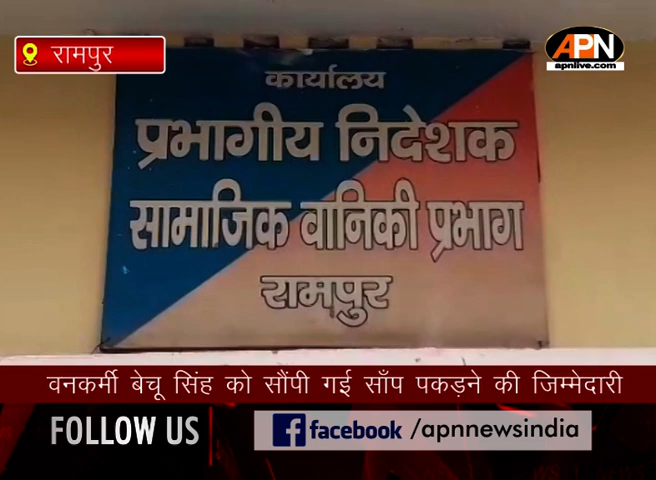 रामपुर
APN
apnlive.com
कार्यालय
प्रभागीय निदेशक
सामाजिक वानिकी प्रभाग
रामपुर
वनकर्मी बेचू सिंह को सौंपी गई साँप पकड़ने की जिम्मेदारी
FOLLOW US
facebook /apnnewsindia